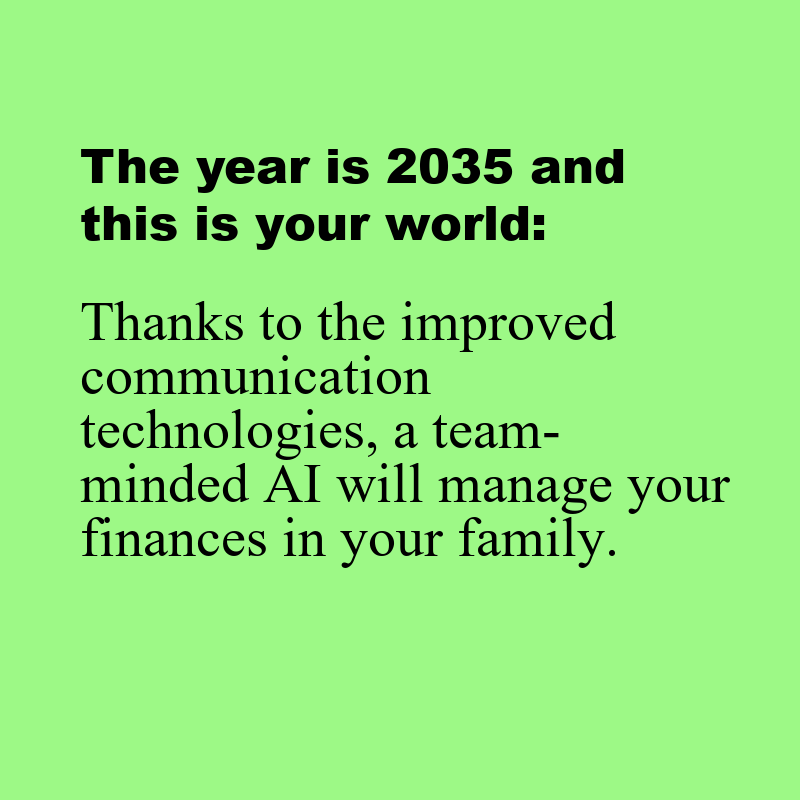 The year is 2035 and
this is your world:
Thanks to the improved
communication
technologies, a team-
minded AI will manage your
finances in your family.